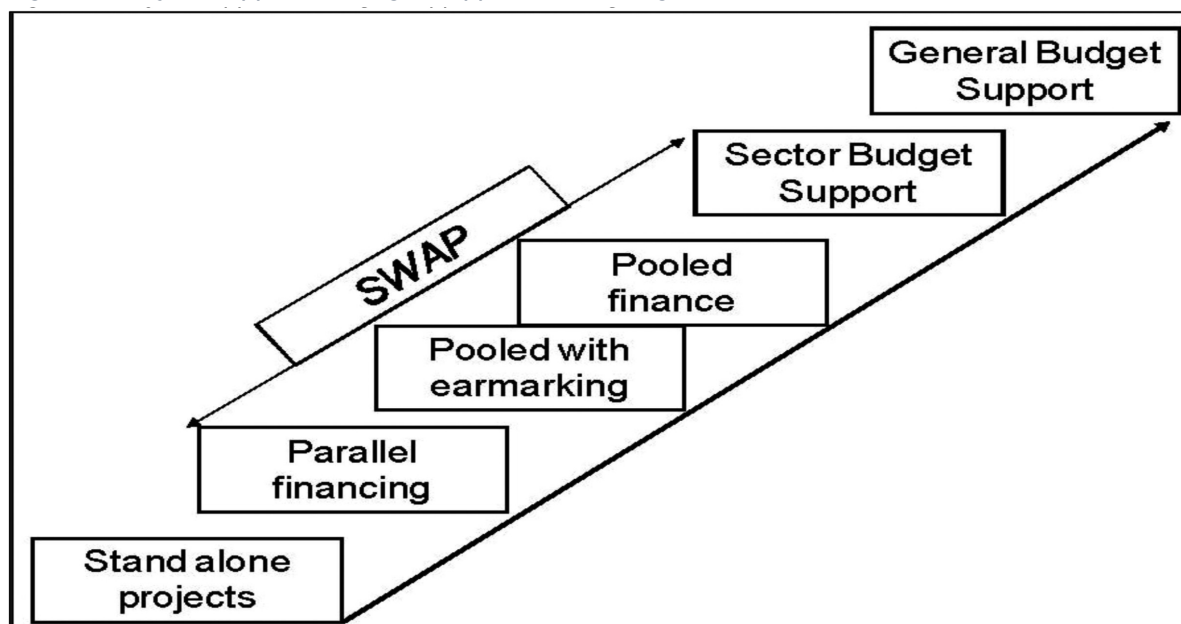 General Budget
Support
Sector Budget
Support
SWAP
Pooled
finance
Pooled with
earmarking
Parallel
financing
Stand alone
projects